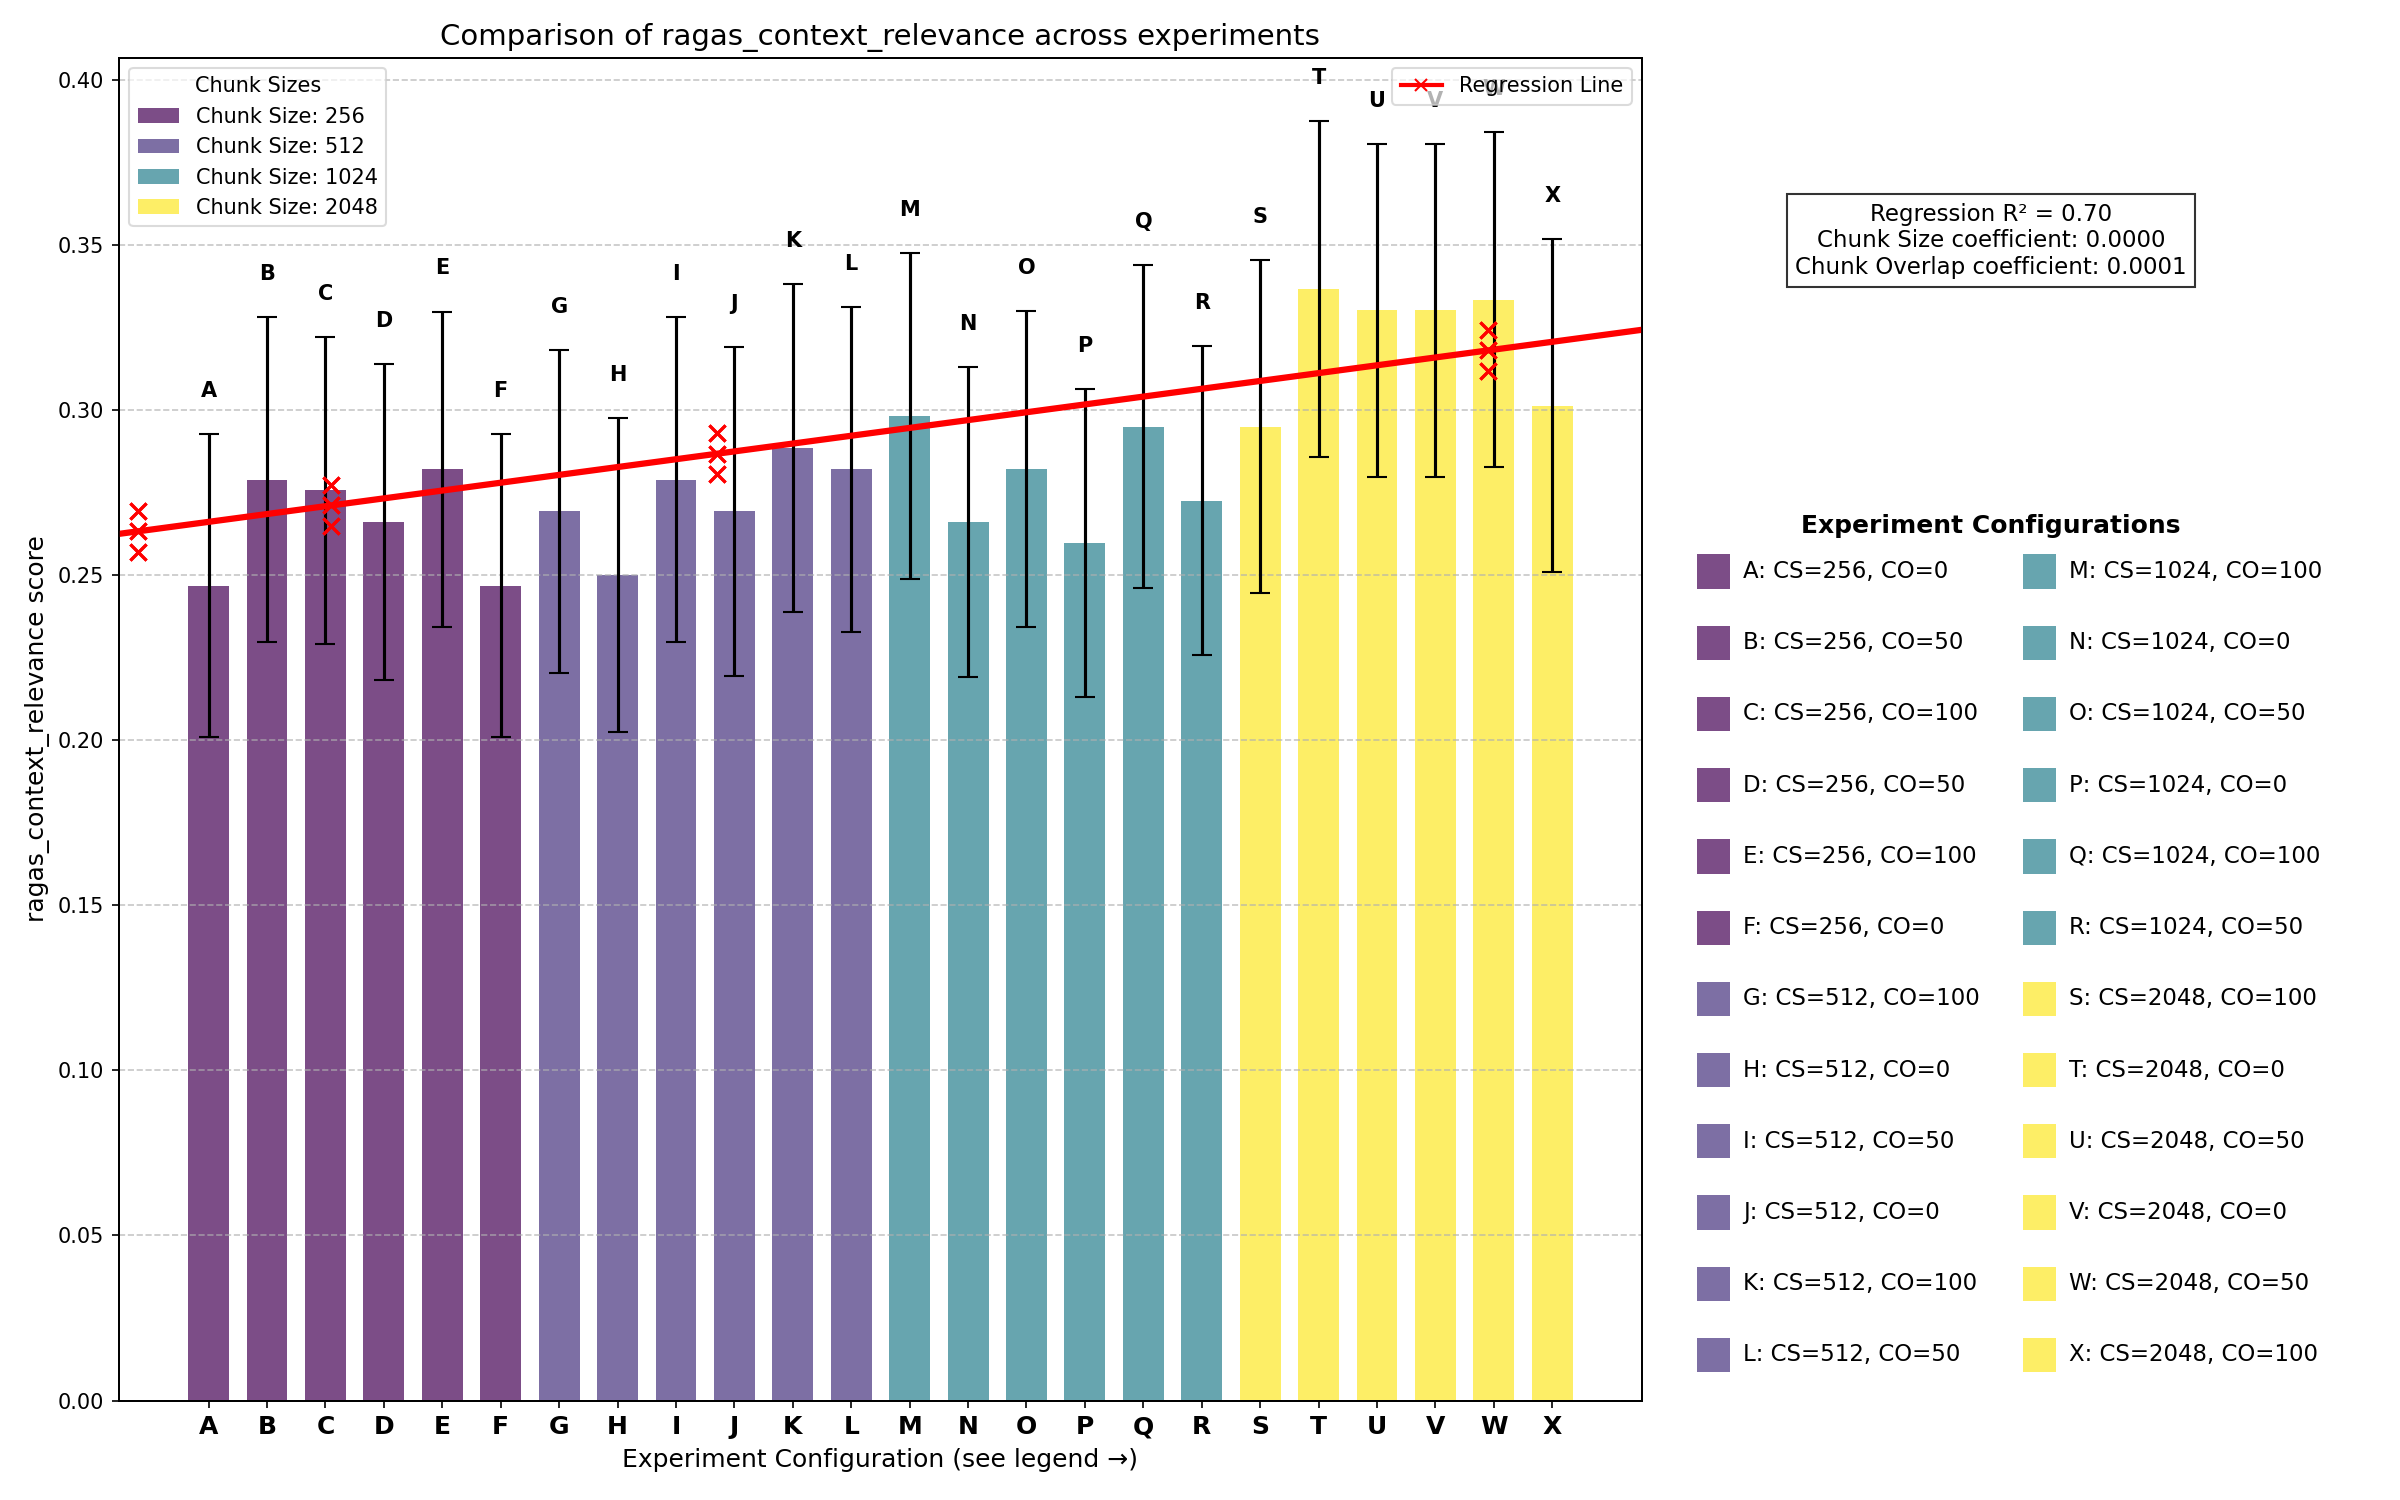 Comparison of ragas_context_relevance across experiments
Chunk Sizes
Chunk Size: 256
Chunk Size: 512
Chunk Size: 1024
Chunk Size: 2048
Regression Line
A
B
C
D
E
F
G
H
I
J
K
L
M
N
O
P
Q
R
S
T
U
V
W
X
0.40
0.35
0.30
0.25
0.20
0.15
0.10
0.05
0.00
ragas_context_relevance score
A B C D E F G H I J K L M N O P Q R S T U V W X
Experiment Configuration (see legend →)
Regression R² = 0.70
Chunk Size coefficient: 0.0000
Chunk Overlap coefficient: 0.0001
Experiment Configurations
A: CS=256, CO=0
B: CS=256, CO=50
C: CS=256, CO=100
D: CS=256, CO=50
E: CS=256, CO=100
F: CS=256, CO=0
G: CS=512, CO=100
H: CS=512, CO=0
I: CS=512, CO=50
J: CS=512, CO=0
K: CS=512, CO=100
L: CS=512, CO=50
M: CS=1024, CO=100
N: CS=1024, CO=0
O: CS=1024, CO=50
P: CS=1024, CO=0
Q: CS=1024, CO=100
R: CS=1024, CO=50
S: CS=2048, CO=100
T: CS=2048, CO=0
U: CS=2048, CO=50
V: CS=2048, CO=0
W: CS=2048, CO=50
X: CS=2048, CO=100